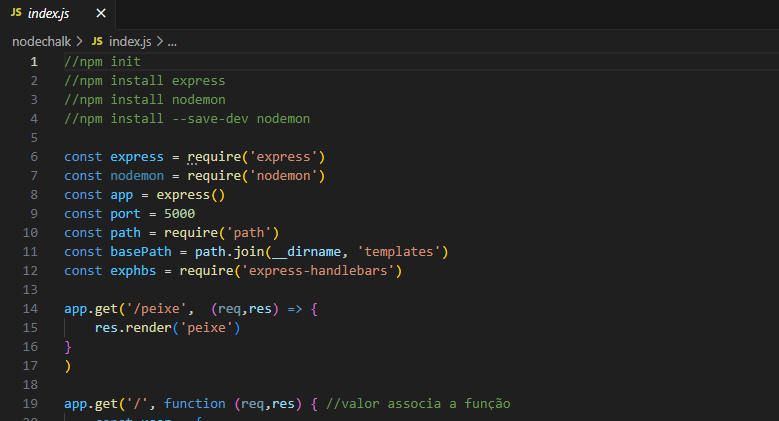 JS index.js ×
nodechalk > JS index.js > ...
1 //npm init
2 //npm install express
3 //npm install nodemon
4 //npm install --save-dev nodemon
5
6 const express = require('express')
7 const nodemon = require('nodemon')
8 const app = express()
9 const port = 5000
10 const path = require('path')
11 const basePath = path.join(__dirname, 'templates')
12 const exphbs = require('express-handlebars')
13
14 app.get('/peixe',  (req,res) => {
15     res.render('peixe')
16 }
17 )
18
19 app.get('/', function (req,res) { //valor associa a função